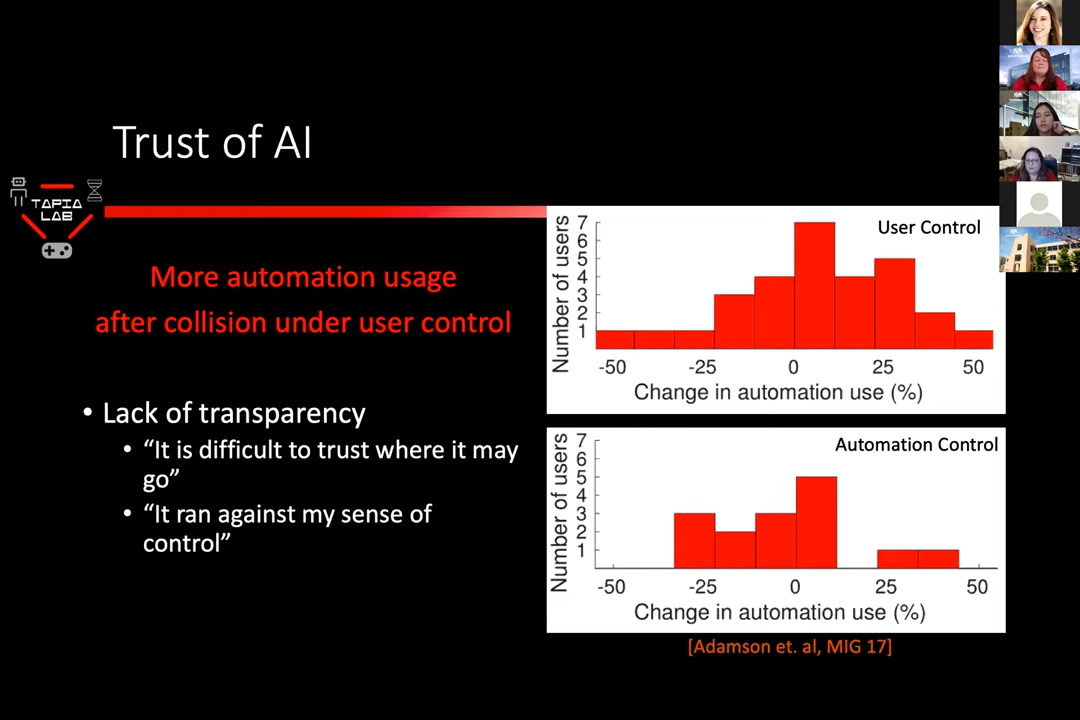 Trust of AI
TAPIA
LAB
More automation usage
after collision under user control
• Lack of transparency
• “It is difficult to trust where it may
go”
• “It ran against my sense of
control”
User Control
Number of users
7
6
5
4
3
2
1
-50 -25 0 25 50
Change in automation use (%)
Automation Control
Number of users
7
6
5
4
3
2
1
-50 -25 0 25 50
Change in automation use (%)
[Adamson et. al, MIG 17]